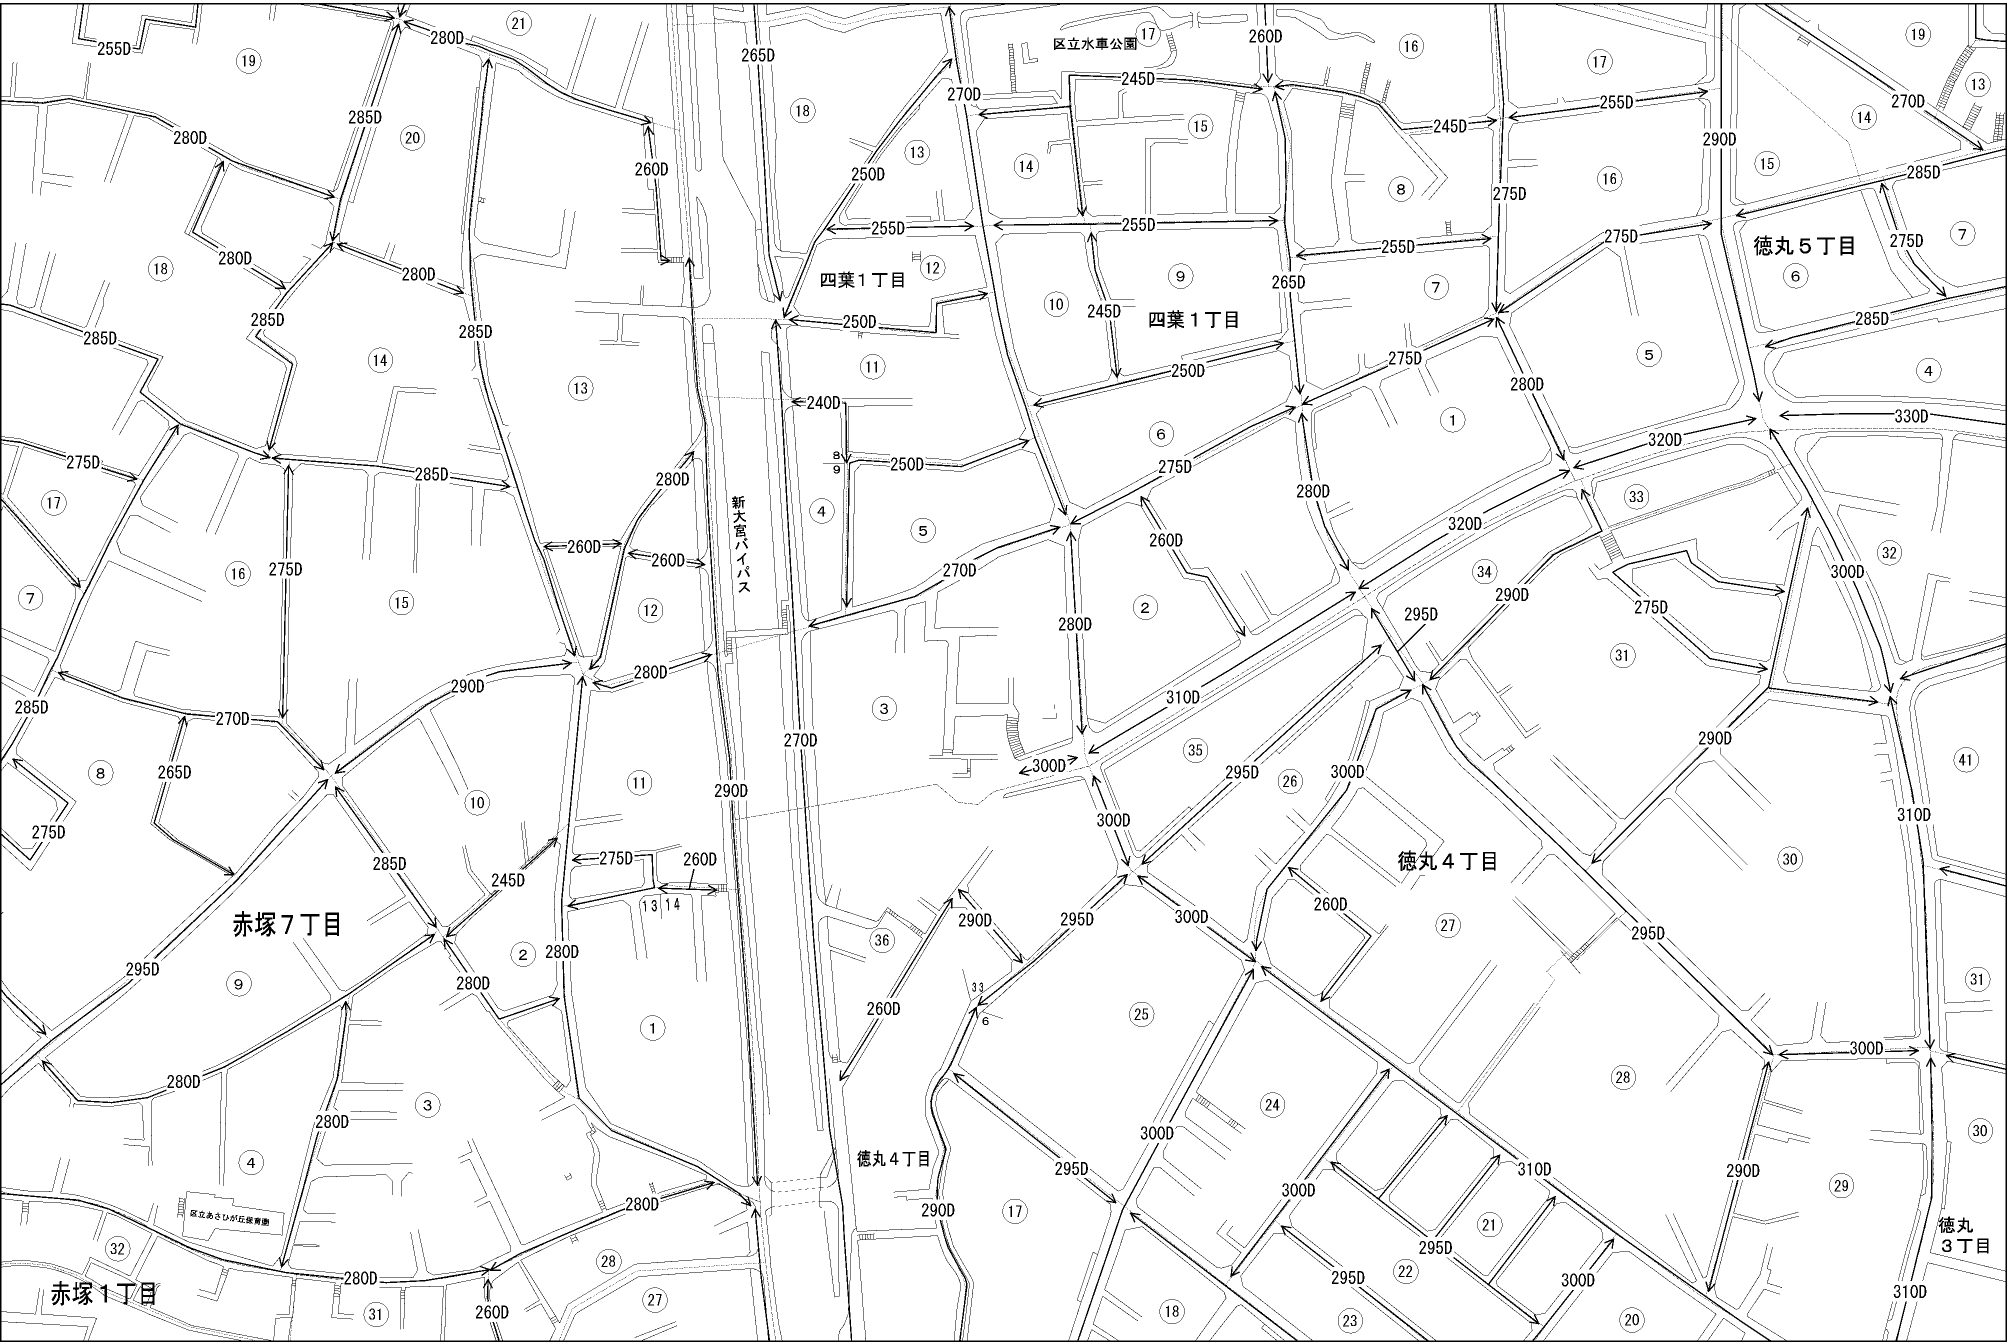 21
280D
255D
19
265D
区立水車公園
17
260D
16
19
17
18
270D
245D
13
285D
20
280D
15
245D
255D
270D
14
290D
260D
250D
13
14
8
275D
16
15
285D
18
280D
280D
255D
255D
255D
275D
徳丸5丁目
6
275D
7
四葉1丁目
12
9
265D
7
285D
285D
13
250D
10
245D
四葉1丁目
275D
5
285D
14
11
250D
280D
4
285D
240D
6
1
320D
330D
275D
285D
280D
8
9
250D
275D
280D
33
17
新大宮バイパス
4
5
320D
32
16
275D
15
260D
260D
270D
260D
34
290D
300D
7
12
2
280D
295D
275D
31
285D
270D
290D
280D
3
310D
290D
8
265D
10
11
270D
290D
300D
35
295D
26
300D
41
275D
285D
275D
260D
300D
310D
245D
徳丸4丁目
30
13
14
赤塚7丁目
295D
9
2
280D
280D
36
290D
295D
300D
260D
27
295D
31
1
260D
33
6
25
300D
280D
3
24
28
280D
300D
30
4
徳丸4丁目
295D
310D
290D
29
区立あさひが丘保育園
280D
290D
17
300D
21
徳丸
3丁目
32
28
295D
22
295D
300D
赤塚1丁目
280D
31
260D
27
18
23
20
310D